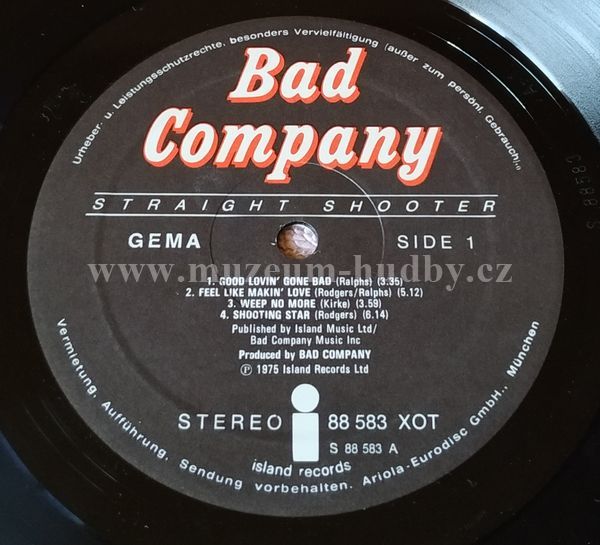 Urheber- u. Leistungsschutzrechte, besonders Vervielfältigung (außer zum persönl. Gebrauch),
Bad
Company
STRAIGHT SHOOTER
GEMA
SIDE 1
www.muzeum-hudby.cz
1. GOOD LOVIN' GONE BAD (Ralphs) (3:35)
2. FEEL LIKE MAKIN' LOVE (Rodgers/Ralphs) (5.12)
3. WEEP NO MORE (Kirke) (3.59)
4. SHOOTING STAR (Rodgers) (6.14)
Published by Island Music Ltd/
Bad Company Music Inc
Produced by BAD COMPANY
℗ 1975 Island Records Ltd
STEREO
88 583 XOT
S 88 583 A
island records
Vermietung, Aufführung, Sendung vorbehalten. Ariola-Eurodisc GmbH., München